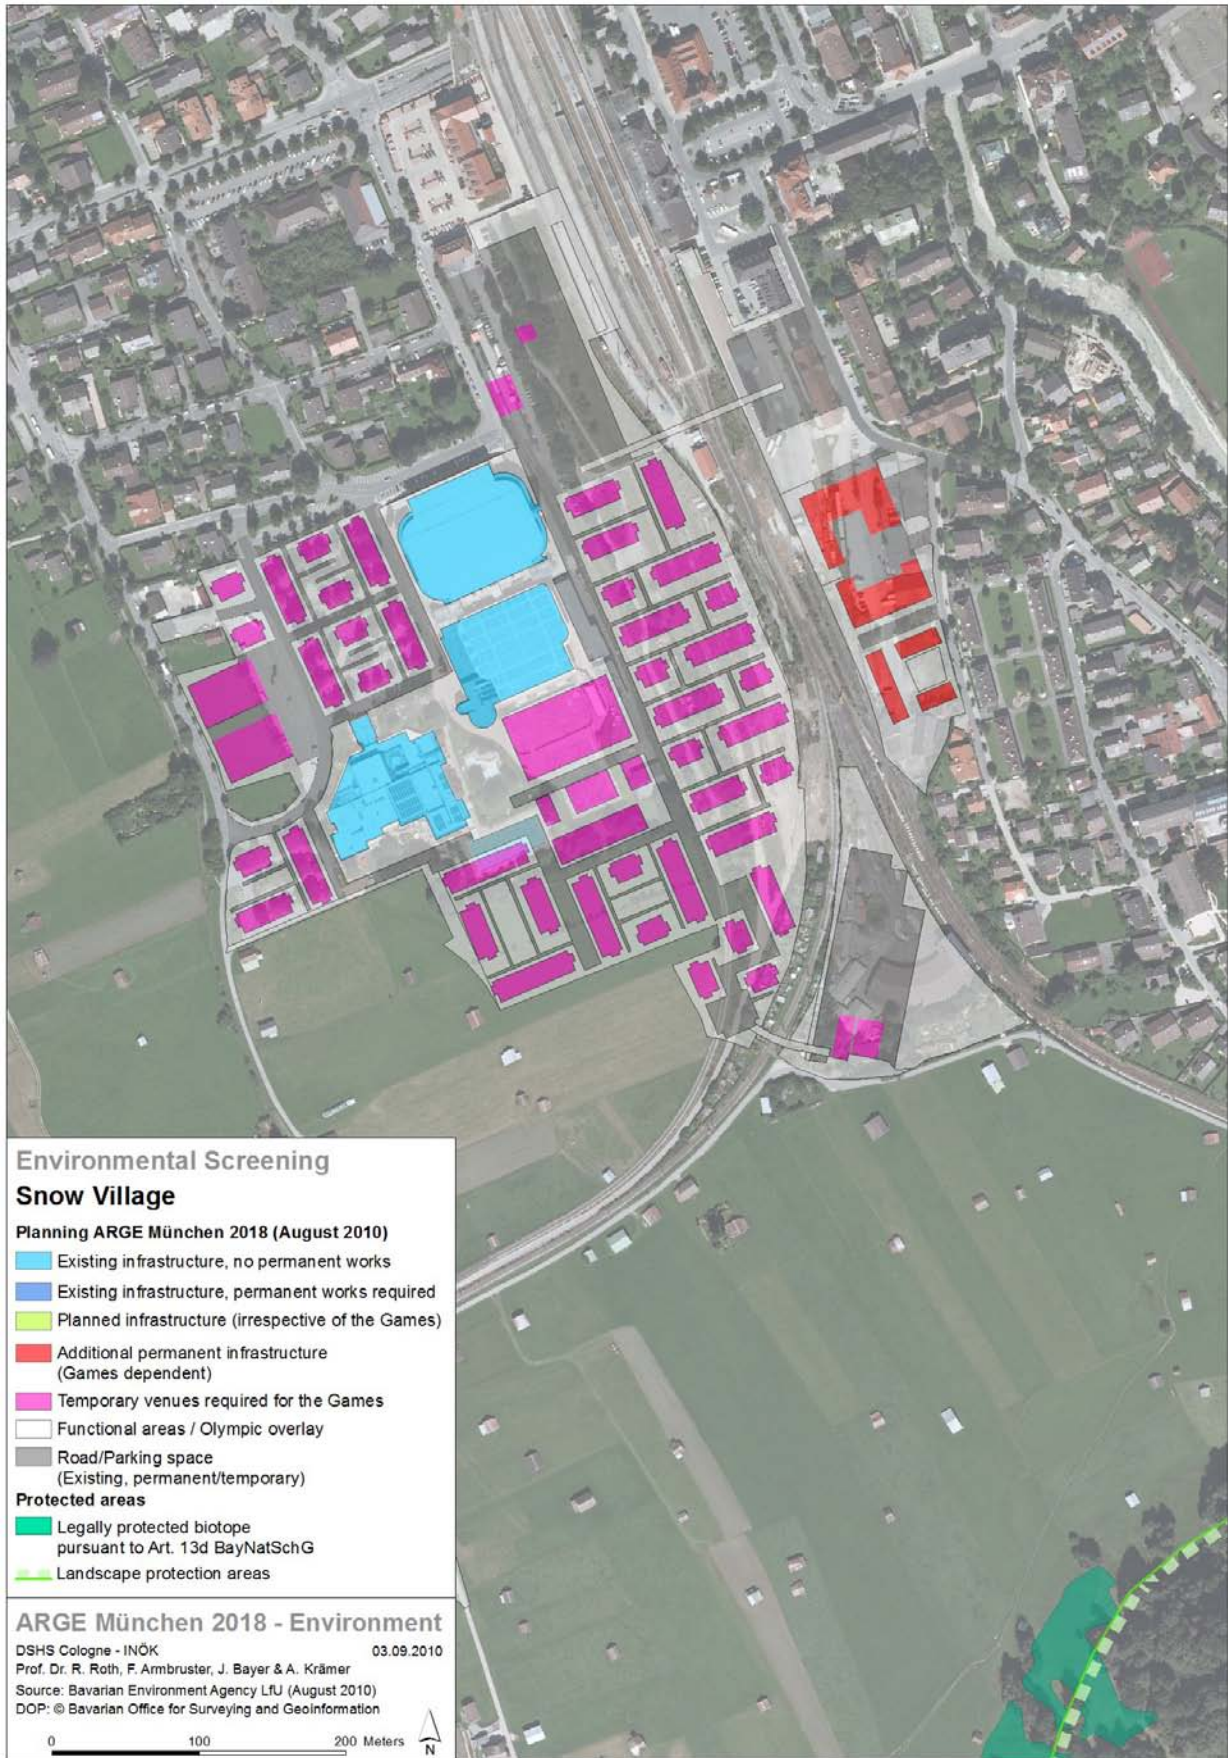 Environmental Screening
Snow Village
Planning ARGE München 2018 (August 2010)
Existing infrastructure, no permanent works
Existing infrastructure, permanent works required
Planned infrastructure (irrespective of the Games)
Additional permanent infrastructure
(Games dependent)
Temporary venues required for the Games
Functional areas / Olympic overlay
Road/Parking space
(Existing, permanent/temporary)
Protected areas
Legally protected biotope
pursuant to Art. 13d BayNatSchG
Landscape protection areas
ARGE München 2018 - Environment
DSHS Cologne - INÖK 03.09.2010
Prof. Dr. R. Roth, F. Armbruster, J. Bayer & A. Krämer
Source: Bavarian Environment Agency LfU (August 2010)
DOP: © Bavarian Office for Surveying and GeoInformation
0 100 200 Meters N